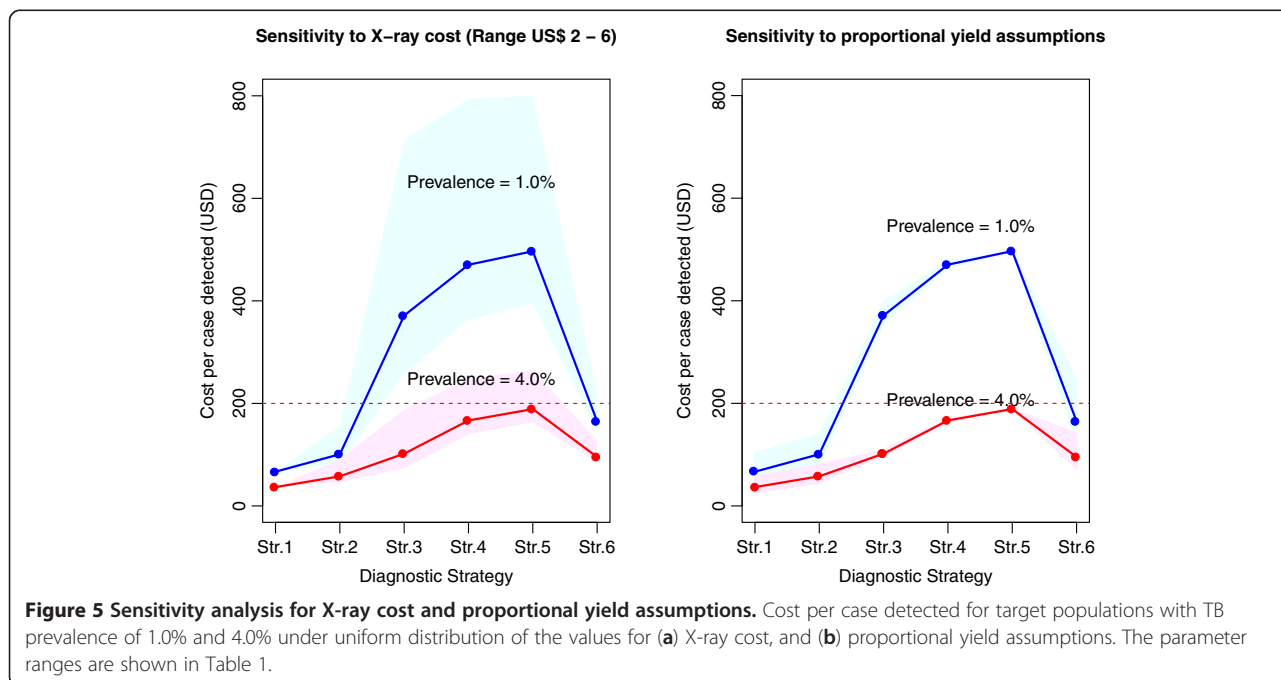 Sensitivity to X−ray cost (Range US$ 2 − 6)
Cost per case detected (USD)
800
600
400
200
0
Prevalence = 1.0%
Prevalence = 4.0%
Str.1 Str.2 Str.3 Str.4 Str.5 Str.6
Diagnostic Strategy
Sensitivity to proportional yield assumptions
Cost per case detected (USD)
800
600
400
200
0
Prevalence = 1.0%
Prevalence = 4.0%
Str.1 Str.2 Str.3 Str.4 Str.5 Str.6
Diagnostic Strategy
Figure 5 Sensitivity analysis for X-ray cost and proportional yield assumptions. Cost per case detected for target populations with TB
prevalence of 1.0% and 4.0% under uniform distribution of the values for (a) X-ray cost, and (b) proportional yield assumptions. The parameter
ranges are shown in Table 1.